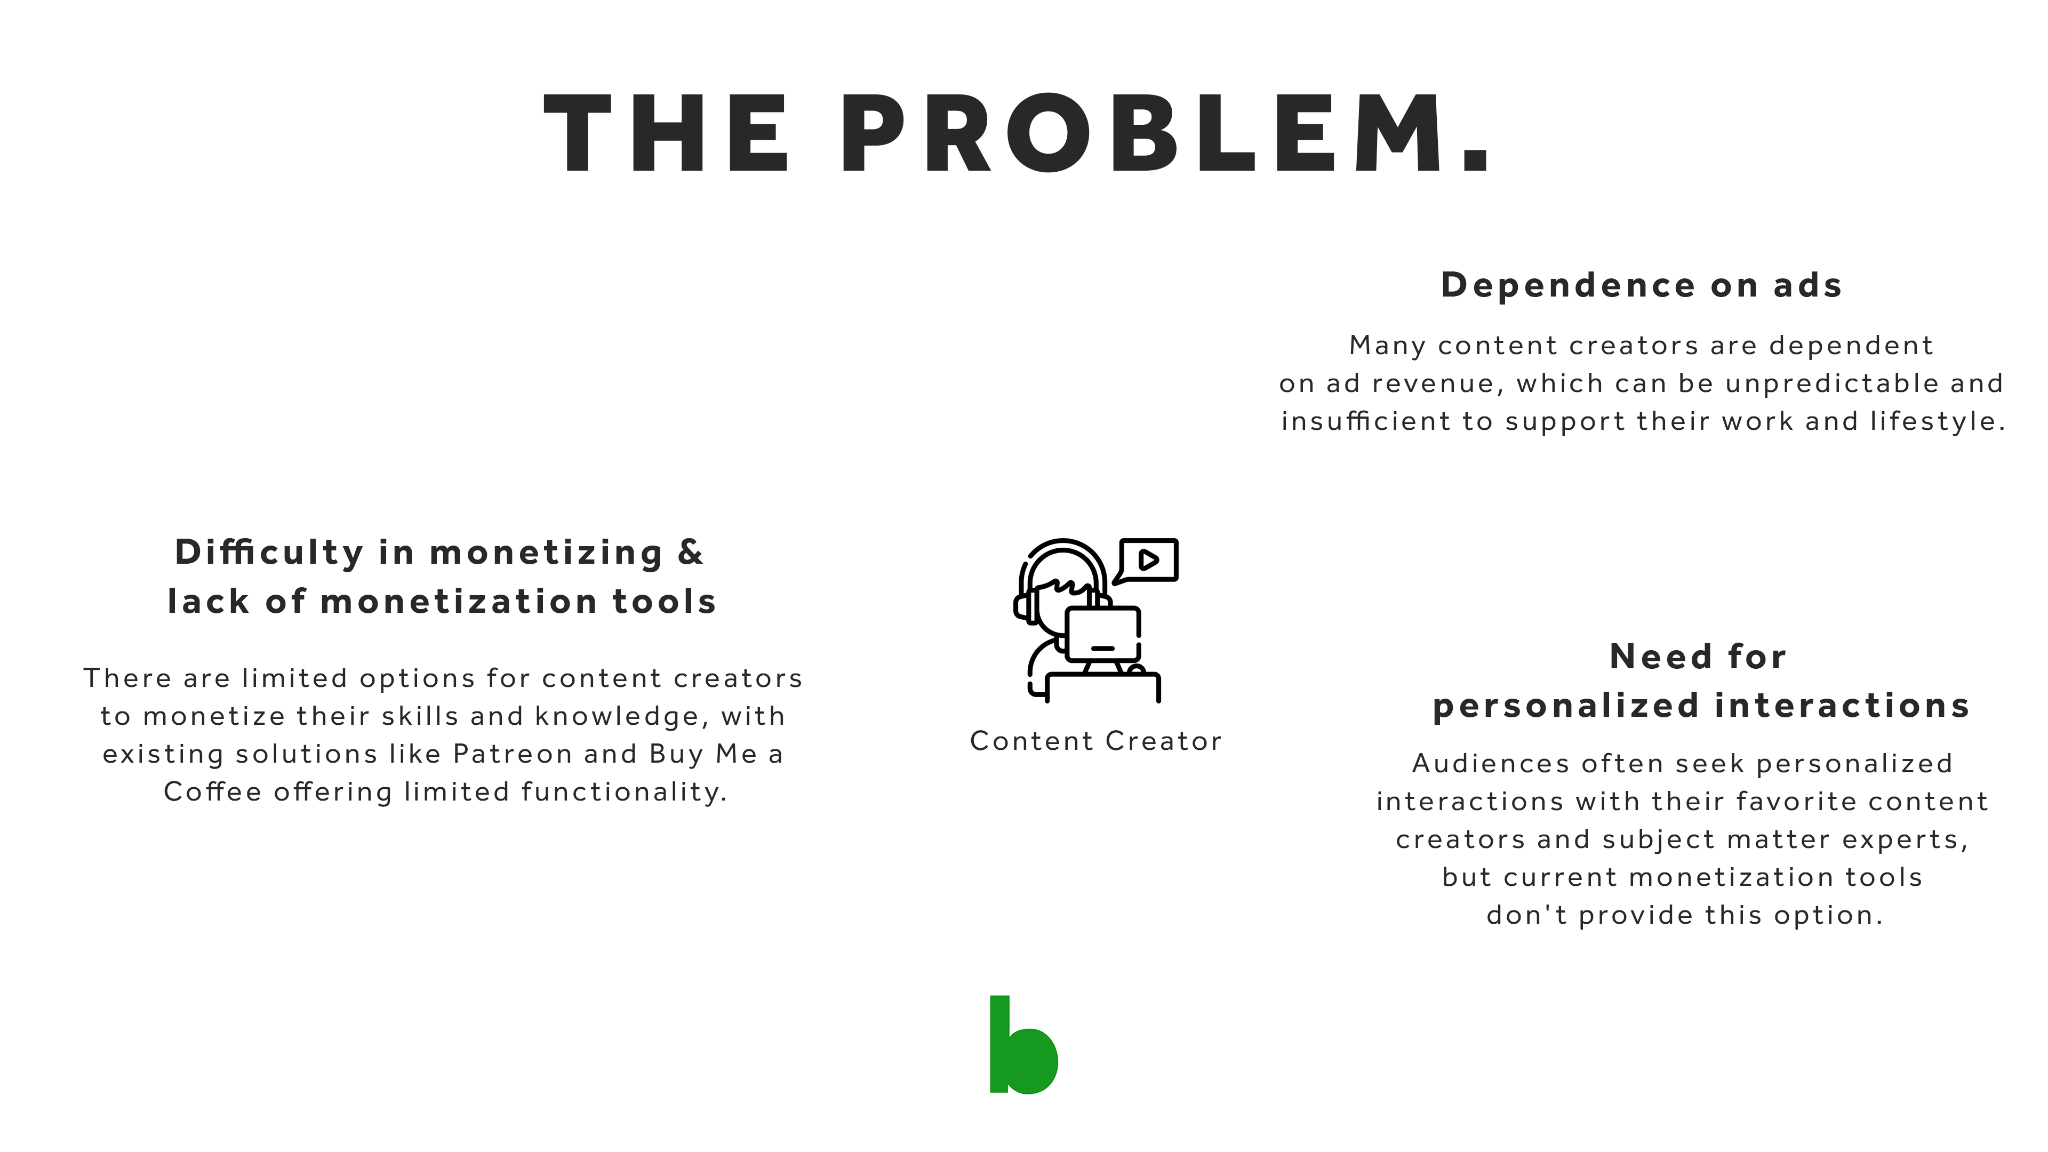 THE PROBLEM.
Dependence on ads
Many content creators are dependent
on ad revenue, which can be unpredictable and
insufficient to support their work and lifestyle.
Difficulty in monetizing &
lack of monetization tools
There are limited options for content creators
to monetize their skills and knowledge, with
existing solutions like Patreon and Buy Me a
Coffee offering limited functionality.
Content Creator
Need for
personalized interactions
Audiences often seek personalized
interactions with their favorite content
creators and subject matter experts,
but current monetization tools
don't provide this option.
b